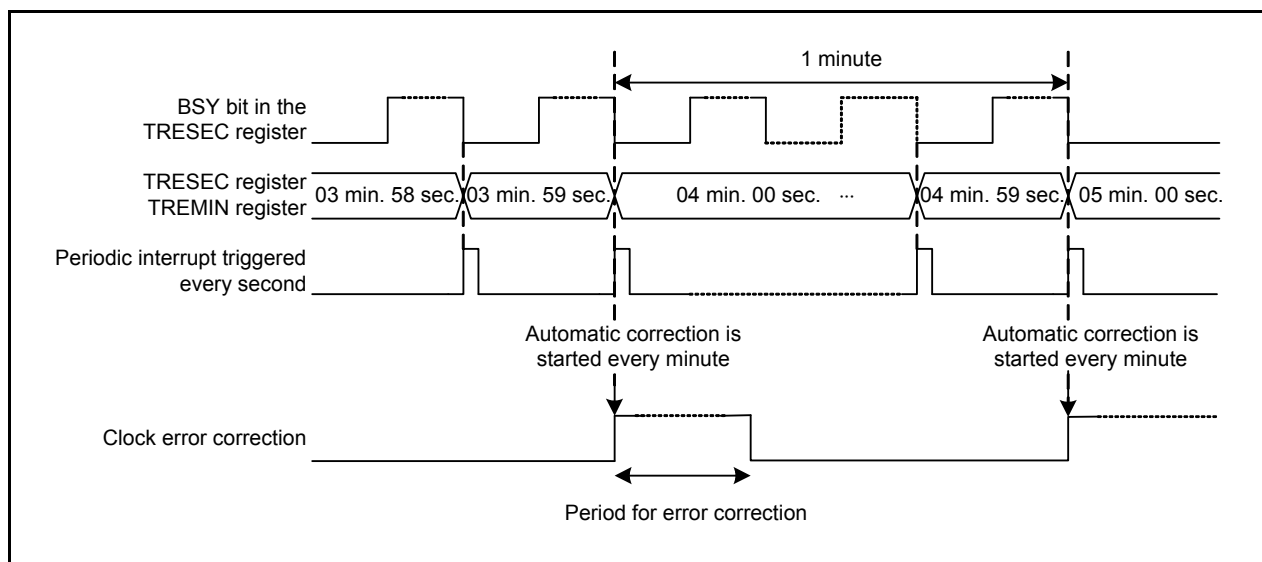 1 minute
BSY bit in the
TRESEC register
TRESEC register
TREMIN register
03 min. 58 sec. 03 min. 59 sec. 04 min. 00 sec. ... 04 min. 59 sec. 05 min. 00 sec.
Periodic interrupt triggered
every second
Automatic correction is
started every minute
Automatic correction is
started every minute
Clock error correction
Period for error correction